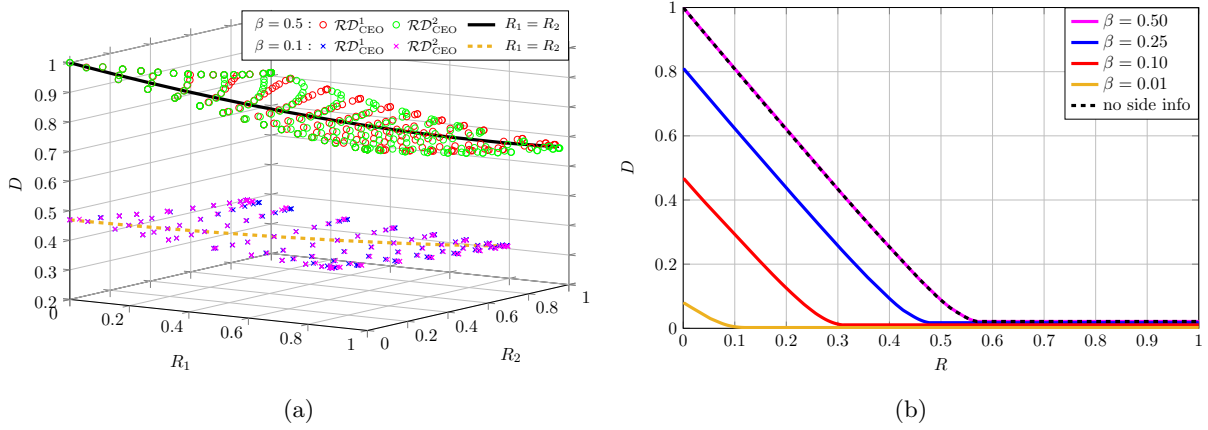 β = 0.5 : RD¹_CEO RD²_CEO R₁ = R₂
β = 0.1 : RD¹_CEO RD²_CEO R₁ = R₂
1
0.9
0.8
0.7
0.6
0.5
0.4
0.3
0.2
D
0 0.2 0.4 0.6 0.8 1
R₁
0 0.2 0.4 0.6 0.8 1
R₂
(a)
β = 0.50
β = 0.25
β = 0.10
β = 0.01
no side info
1
0.8
0.6
0.4
0.2
0
D
0 0.1 0.2 0.3 0.4 0.5 0.6 0.7 0.8 0.9 1
R
(b)